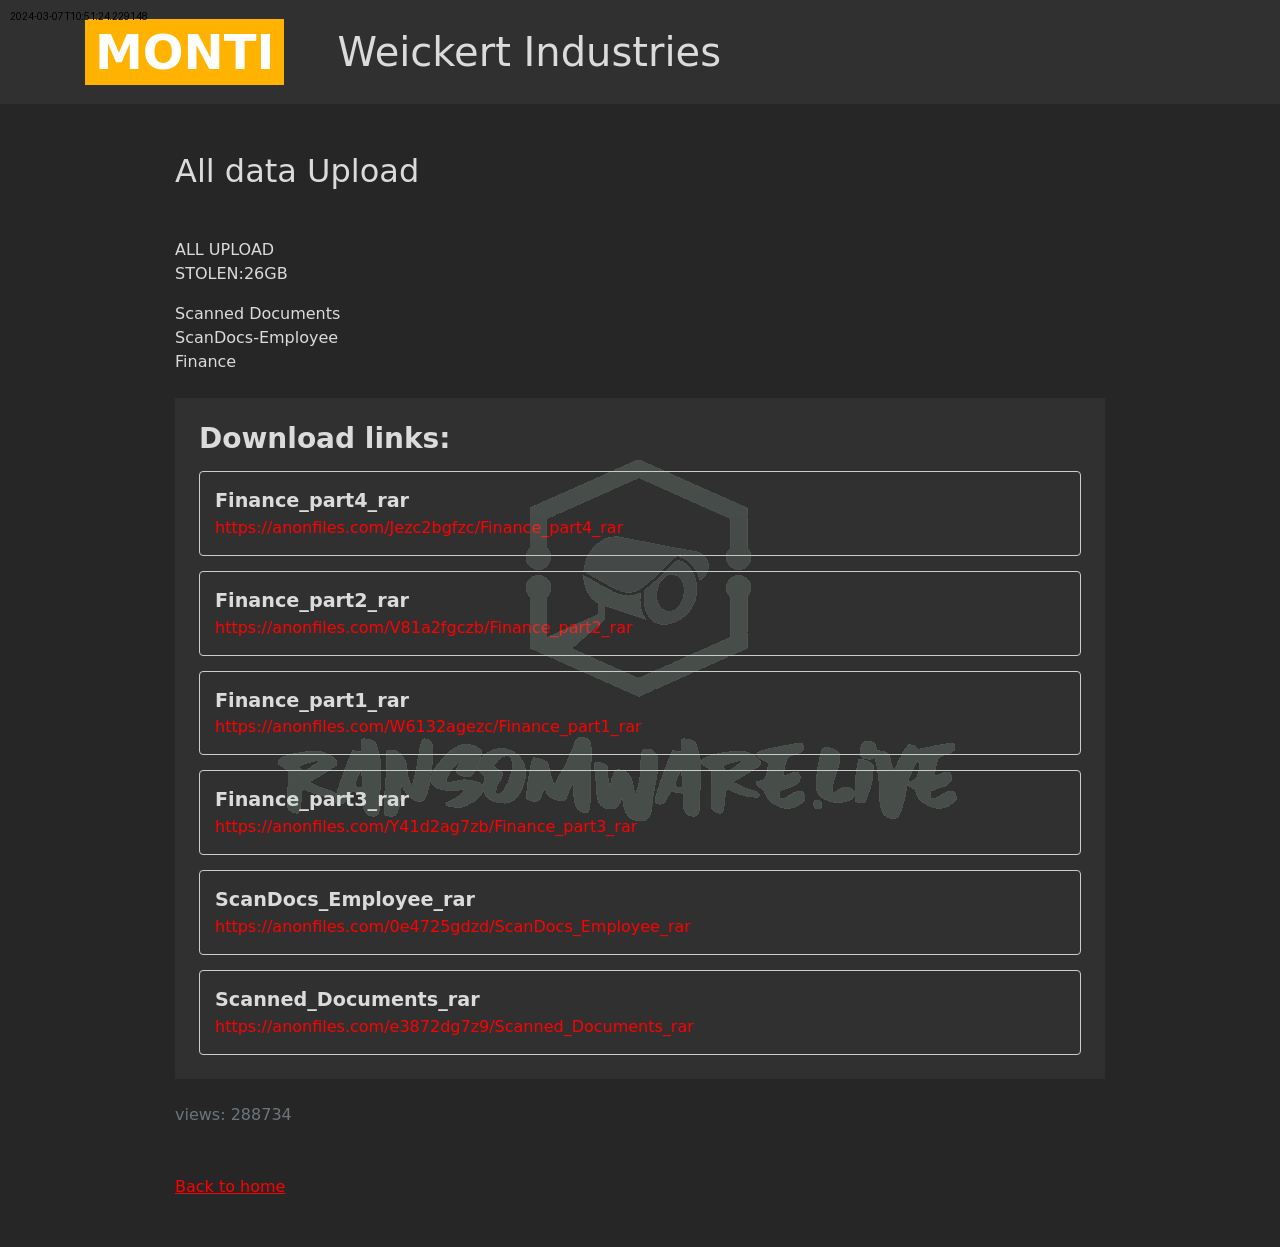 2024-03-07T10:51:24.229148
MONTI
Weickert Industries
All data Upload
ALL UPLOAD
STOLEN:26GB
Scanned Documents
ScanDocs-Employee
Finance
Download links:
Finance_part4_rar
https://anonfiles.com/Jezc2bgfzc/Finance_part4_rar
Finance_part2_rar
https://anonfiles.com/V81a2fgczb/Finance_part2_rar
Finance_part1_rar
https://anonfiles.com/W6132agezc/Finance_part1_rar
RANSOMWARE.LIVE
Finance_part3_rar
https://anonfiles.com/Y41d2ag7zb/Finance_part3_rar
ScanDocs_Employee_rar
https://anonfiles.com/0e4725gdzd/ScanDocs_Employee_rar
Scanned_Documents_rar
https://anonfiles.com/e3872dg7z9/Scanned_Documents_rar
views: 288734
Back to home